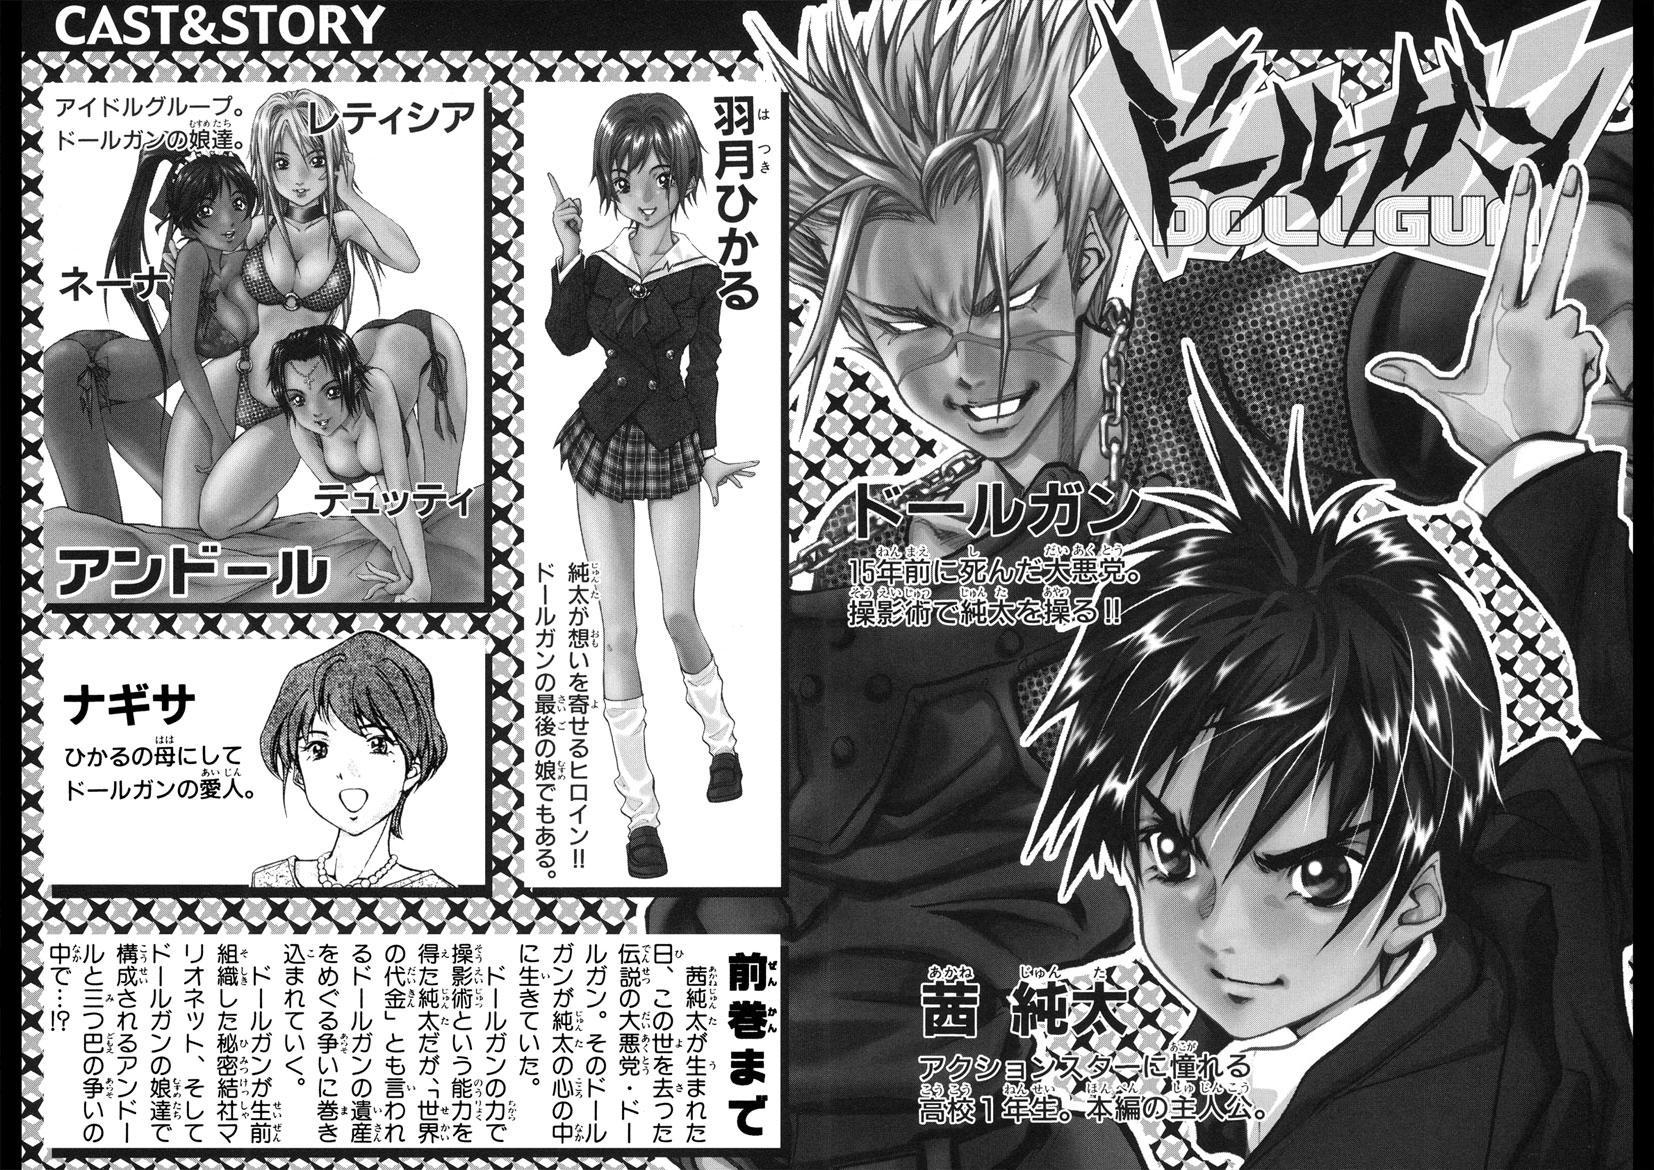 CAST&STORY
ドールガン
DOLLGUN
ドールガン
15年前に死んだ大悪党。
操影術で純太を操る!!
茜 純太
アクションスターに憧れる
高校1年生。本編の主人公。
羽月ひかる
純太が想いを寄せるヒロイン!!
ドールガンの最後の娘でもある。
アイドルグループ。
ドールガンの娘達。
レティシア
ネーナ
テュッティ
アンドール
ナギサ
ひかるの母にして
ドールガンの愛人。
前巻まで
茜純太が生まれた
日、この世を去った
伝説の大悪党・ドー
ルガン。そのドール
ガンが純太の心の中
に生きていた。
ドールガンの力で
操影術という能力を
得た純太だが、「世界
の代金」とも言われ
るドールガンの遺産
をめぐる争いに巻き
込まれていく。
ドールガンが生前
組織した秘密結社マ
リオネット、そして
ドールガンの娘達で
構成されるアンドー
ルと三つ巴の争いの
中で…!?